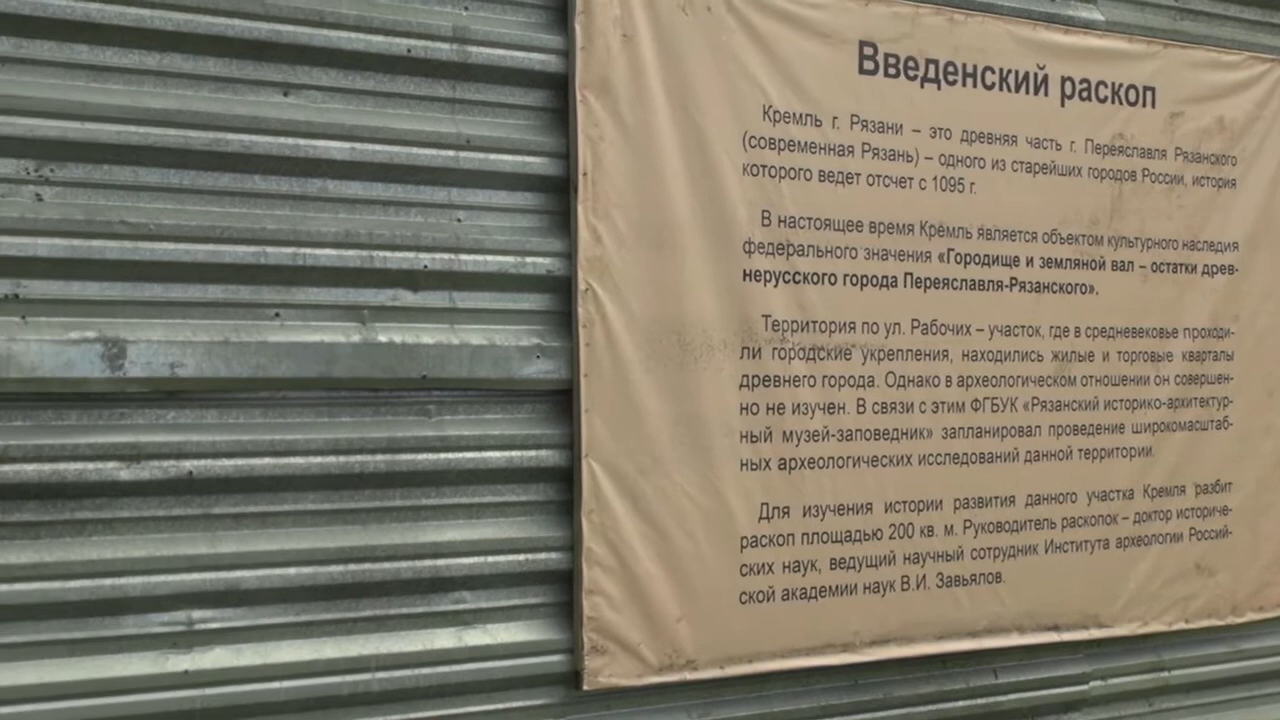 Введенский раскоп
Кремль г. Рязани – это древняя часть г. Переяславля Рязанского
(современная Рязань) – одного из старейших городов России, история
которого ведет отсчет с 1095 г.
В настоящее время Кремль является объектом культурного наследия
федерального значения «Городище и земляной вал – остатки древ-
нерусского города Переяславля-Рязанского».
Территория по ул. Рабочих – участок, где в средневековье проходи-
ли городские укрепления, находились жилые и торговые кварталы
древнего города. Однако в археологическом отношении он совершен-
но не изучен. В связи с этим ФГБУК «Рязанский историко-архитектур-
ный музей-заповедник» запланировал проведение широкомасштаб-
ных археологических исследований данной территории.
Для изучения истории развития данного участка Кремля разбит
раскоп площадью 200 кв. м. Руководитель раскопок – доктор историче-
ских наук, ведущий научный сотрудник Института археологии Россий-
ской академии наук В.И. Завьялов.